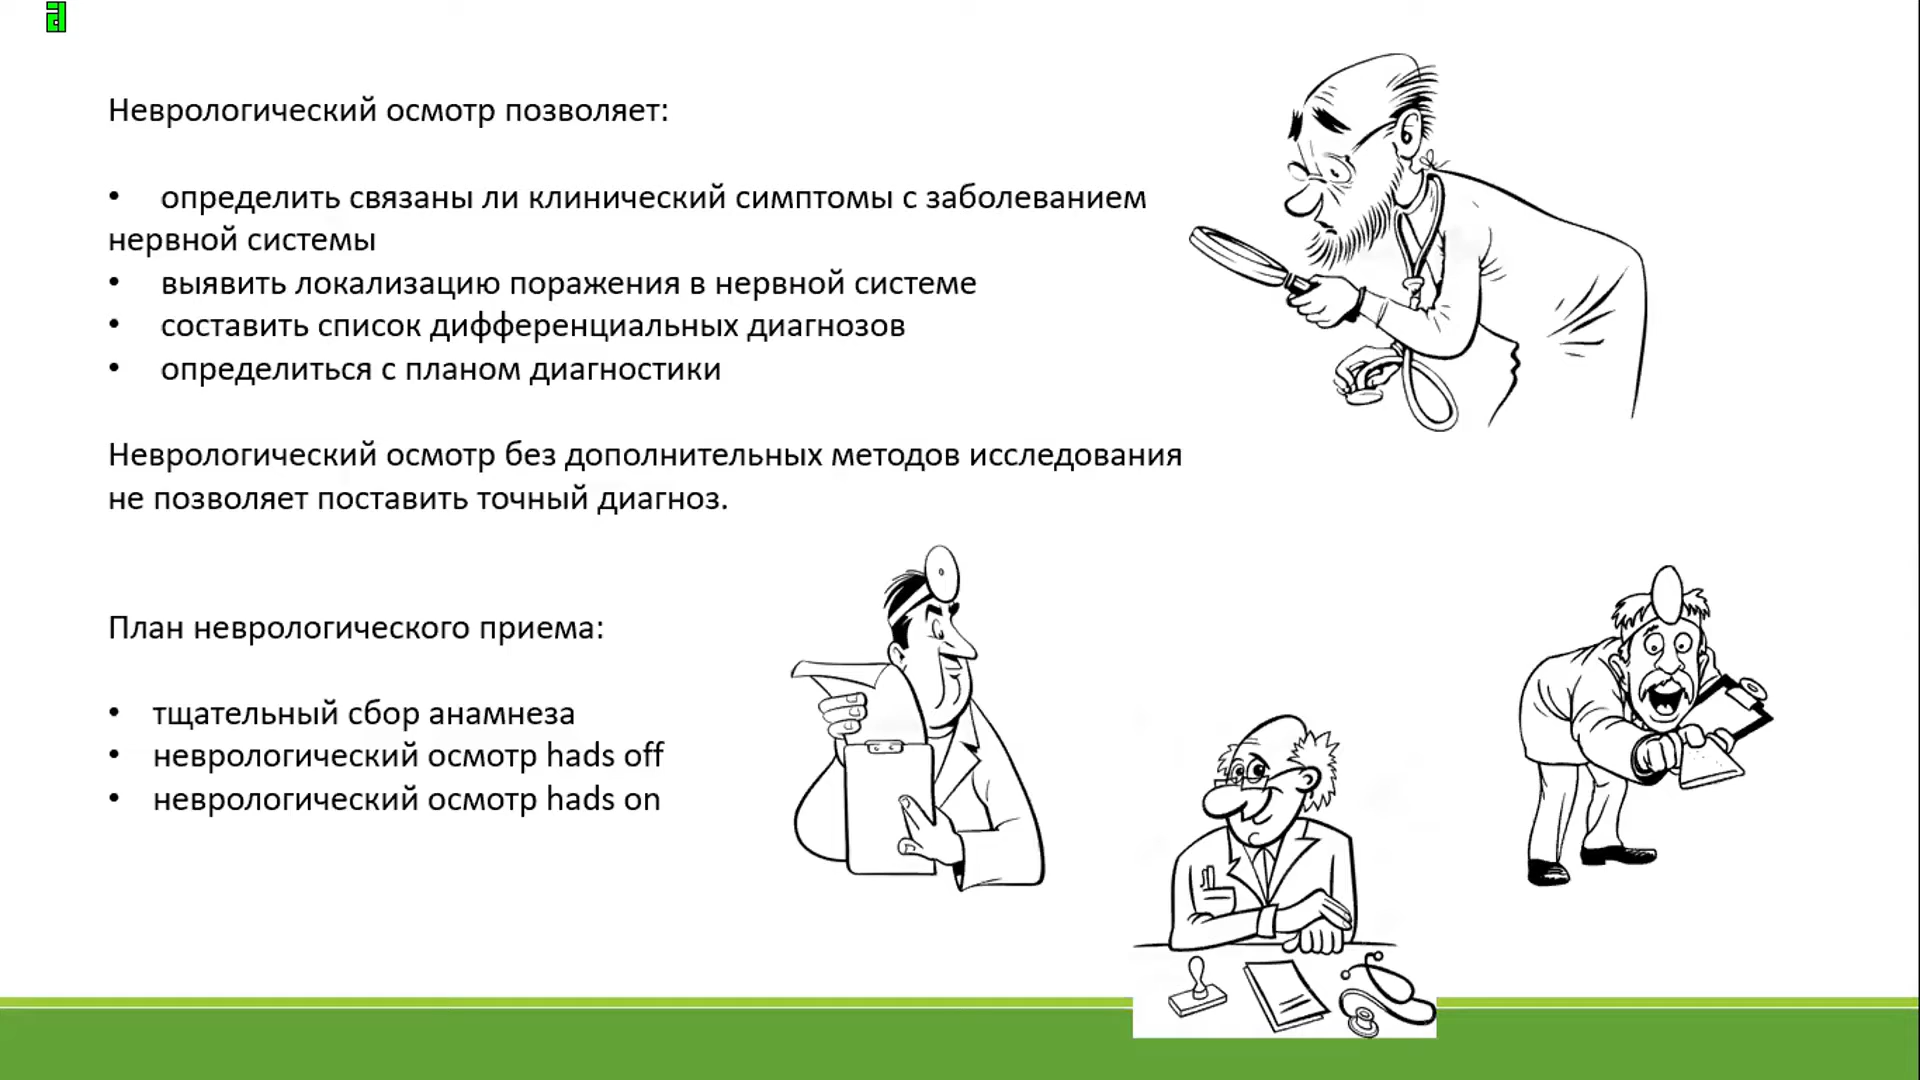 Неврологический осмотр позволяет:
• определить связаны ли клинический симптомы с заболеванием
нервной системы
• выявить локализацию поражения в нервной системе
• составить список дифференциальных диагнозов
• определиться с планом диагностики
Неврологический осмотр без дополнительных методов исследования
не позволяет поставить точный диагноз.
План неврологического приема:
• тщательный сбор анамнеза
• неврологический осмотр hads off
• неврологический осмотр hads on